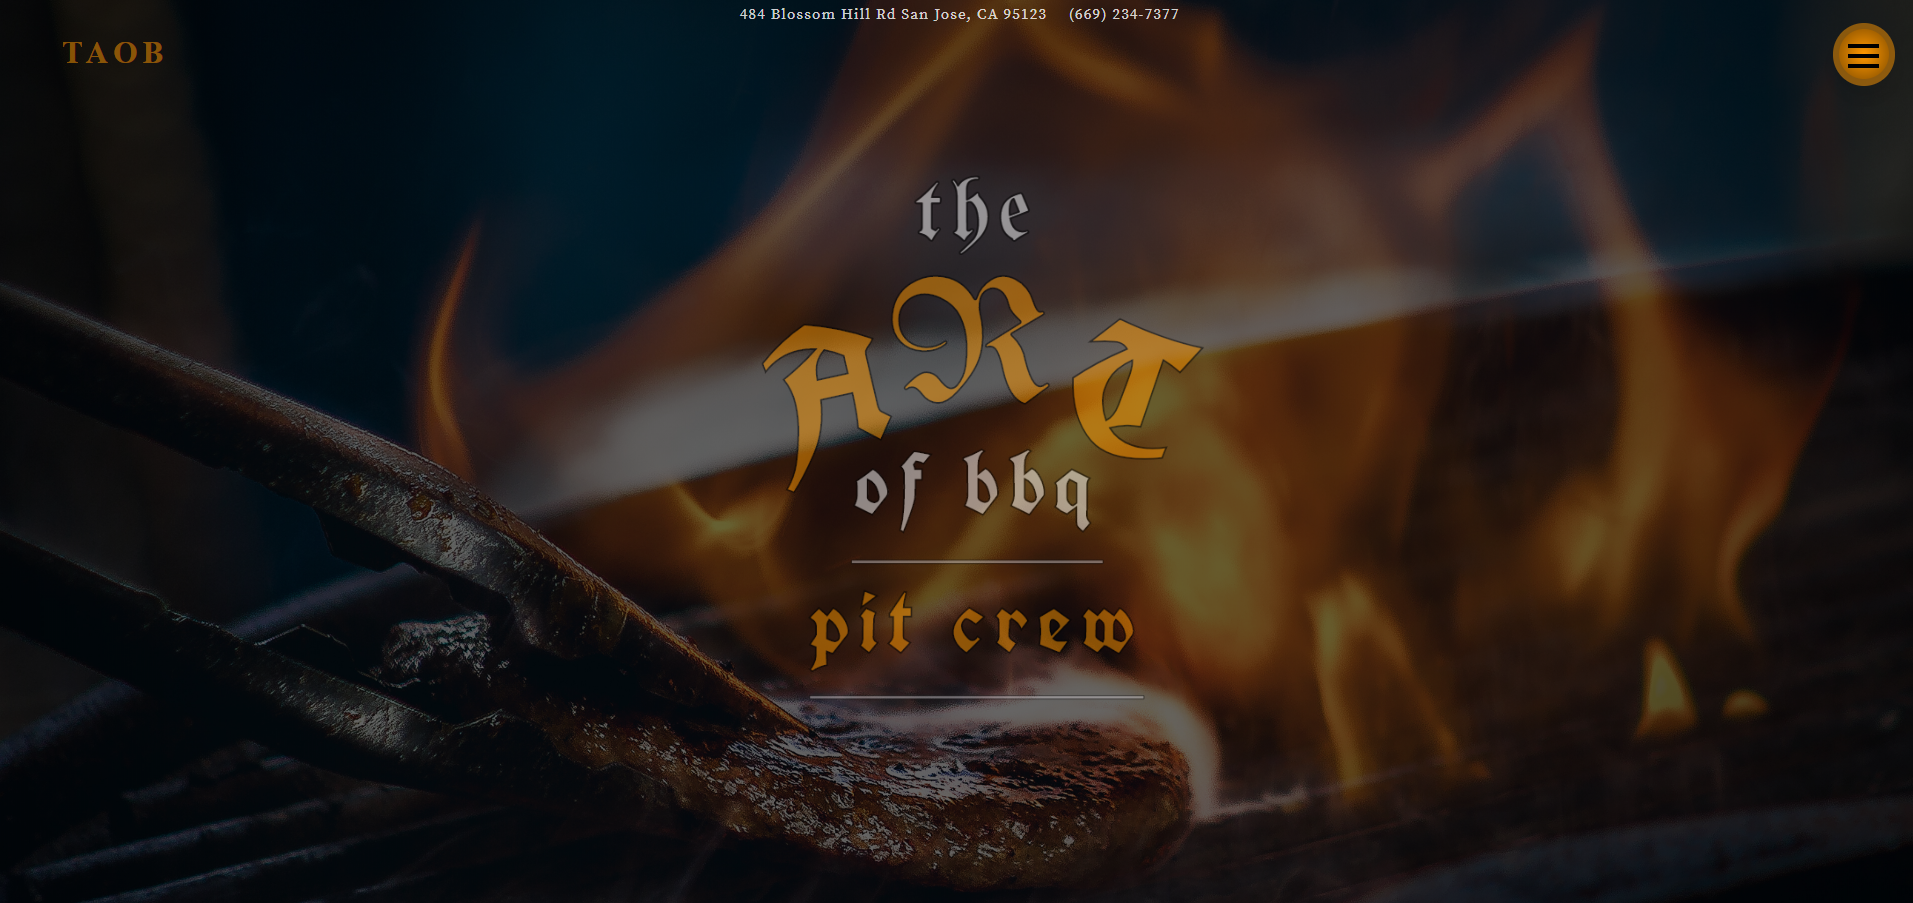 484 Blossom Hill Rd San Jose, CA 95123 (669) 234-7377
TAOB
the
ART
of bbq
pit crew